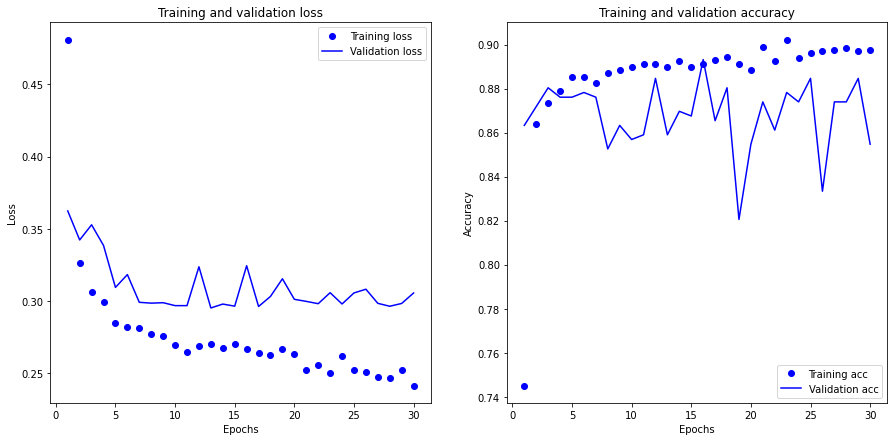 Training and validation loss
Training loss
Validation loss
0.45
0.40
0.35
0.30
0.25
Loss
0
5
10
15
20
25
30
Epochs
Training and validation accuracy
0.90
0.88
0.86
0.84
0.82
0.80
0.78
0.76
0.74
Accuracy
Training acc
Validation acc
0
5
10
15
20
25
30
Epochs